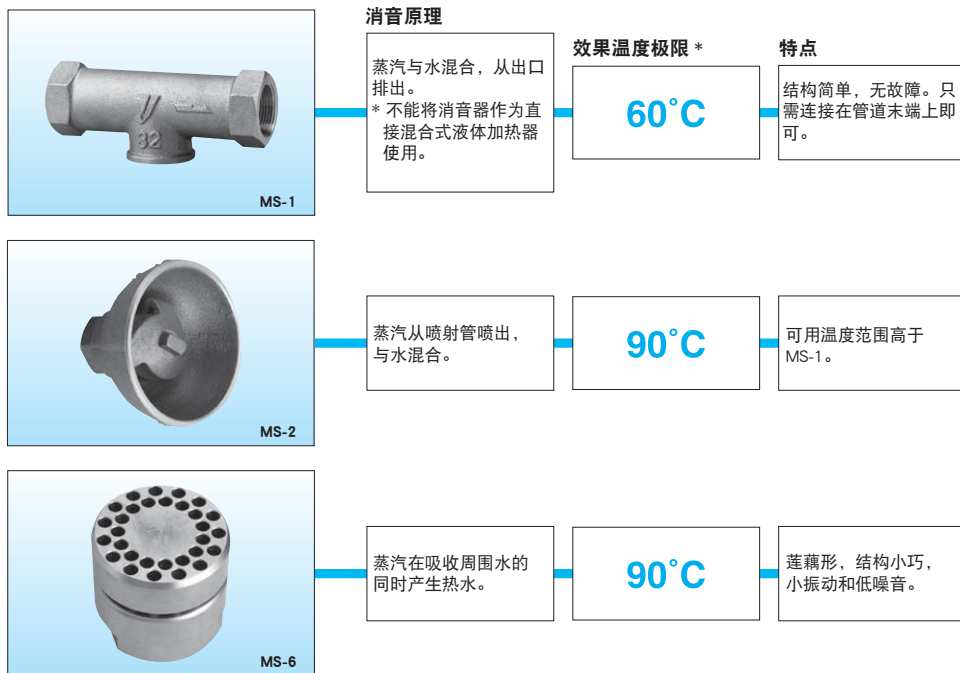 消音原理
效果温度极限 *
特点
蒸汽与水混合，从出口
排出。
* 不能将消音器作为直
接混合式液体加热器
使用。
60°C
结构简单，无故障。只
需连接在管道末端上即
可。
32
MS-1
蒸汽从喷射管喷出，
与水混合。
90°C
可用温度范围高于
MS-1。
MS-2
蒸汽在吸收周围水的
同时产生热水。
90°C
莲藕形，结构小巧，
小振动和低噪音。
MS-6